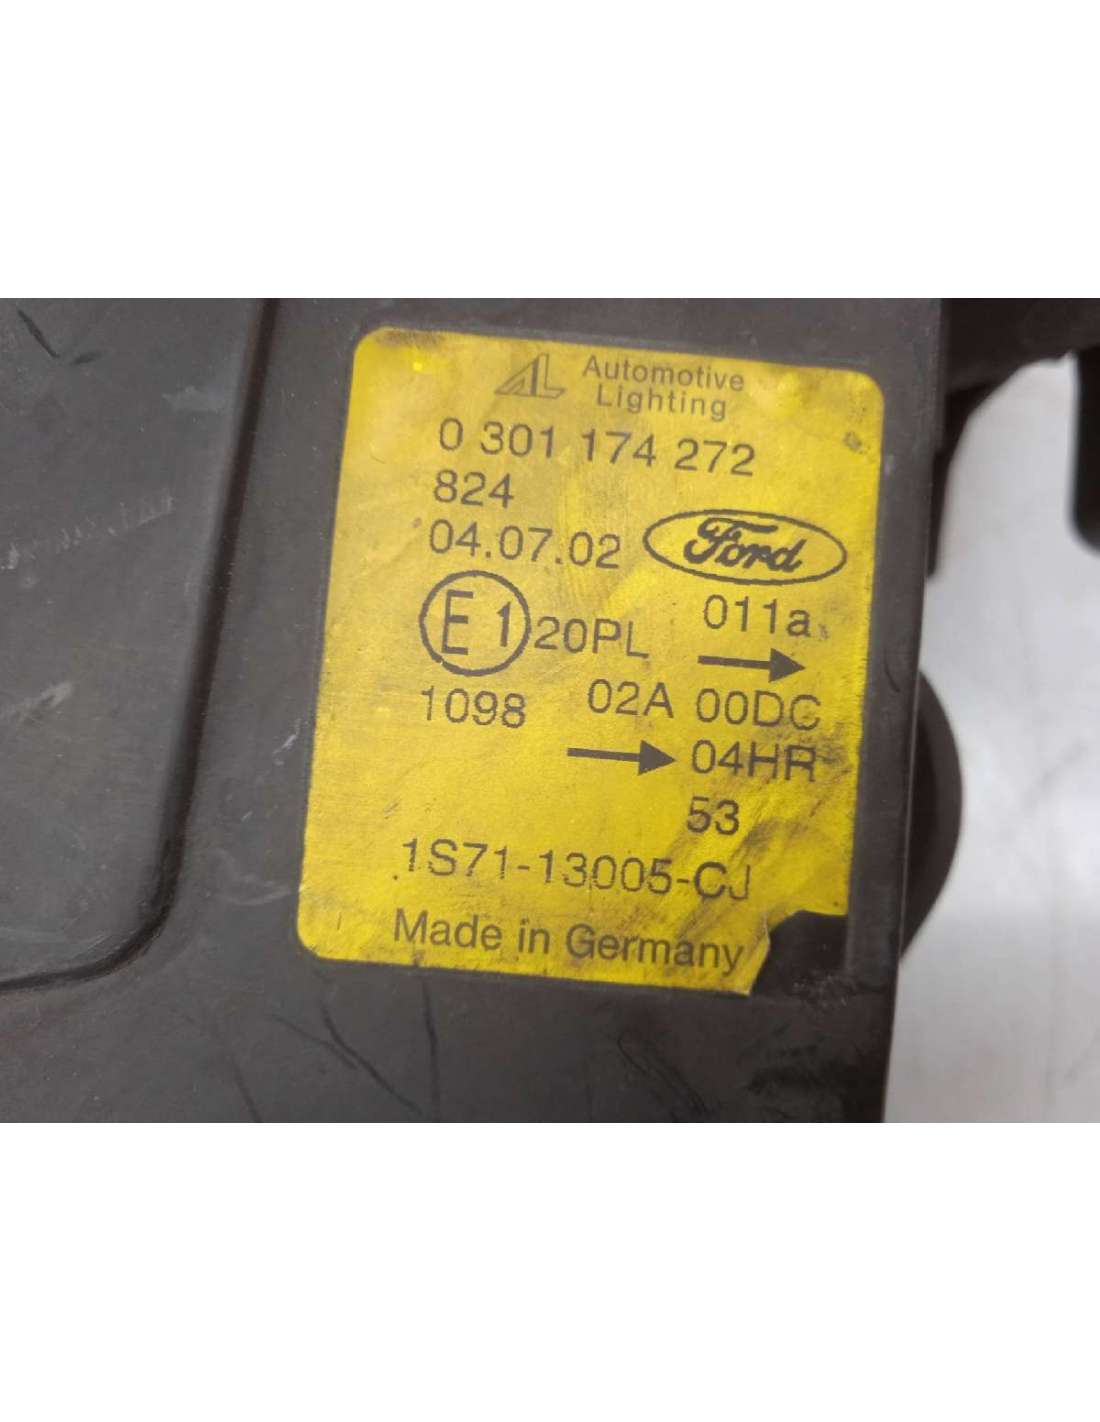 AL Automotive
Lighting
0 301 174 272
824
04.07.02 Ford
E1 20PL 011a
1098 02A 00DC
04HR
53
1S71-13005-CJ
Made in Germany